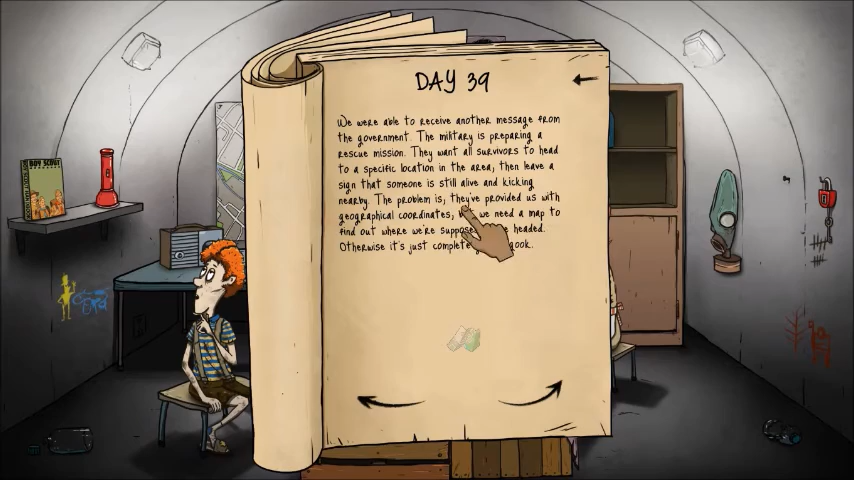 BOY SCOUT
DAY 39
We were able to receive another message from
the government. The military is preparing a
rescue mission. They want all survivors to head
to a specific location in the area, then leave a
sign that someone is still alive and kicking
nearby. The problem is, they've provided us with
geographical coordinates, we need a map to
find out where we're headed.
Otherwise it's just